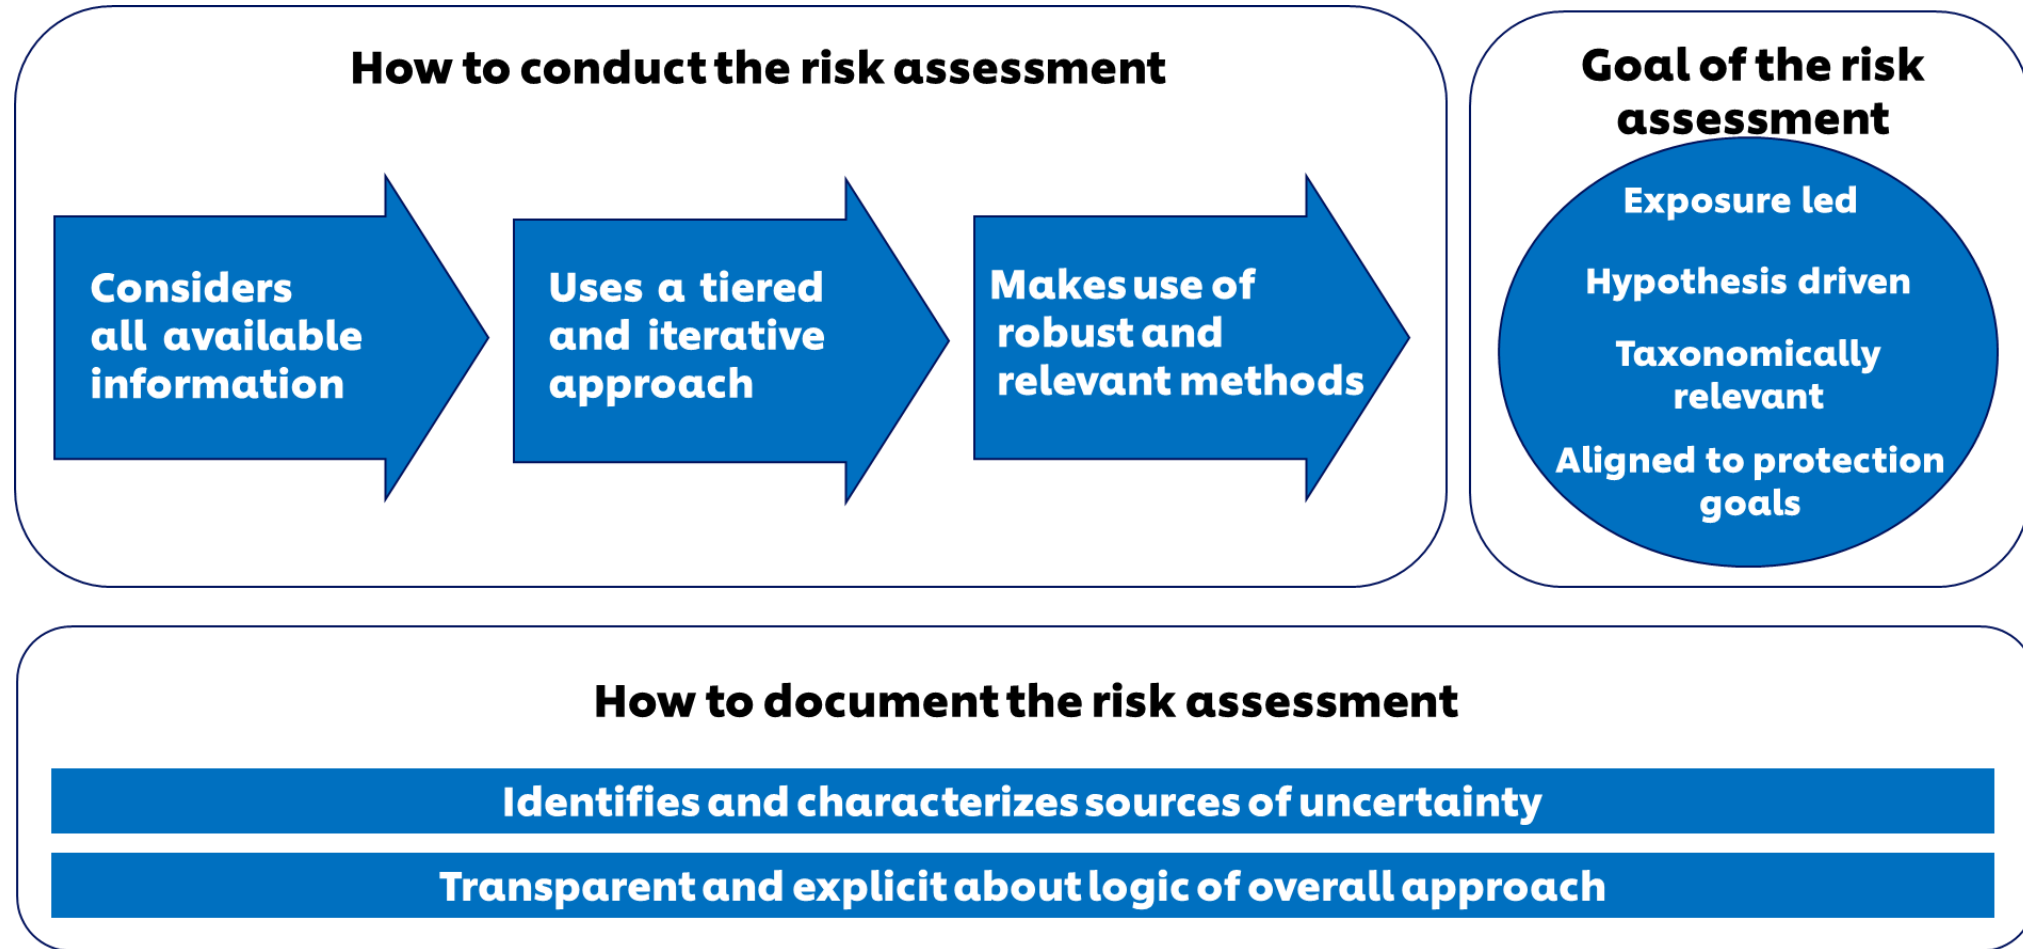 How to conduct the risk assessment
Considers
all available
information
Uses a tiered
and iterative
approach
Makes use of
robust and
relevant methods
Goal of the risk
assessment
Exposure led
Hypothesis driven
Taxonomically
relevant
Aligned to protection
goals
How to document the risk assessment
Identifies and characterizes sources of uncertainty
Transparent and explicit about logic of overall approach